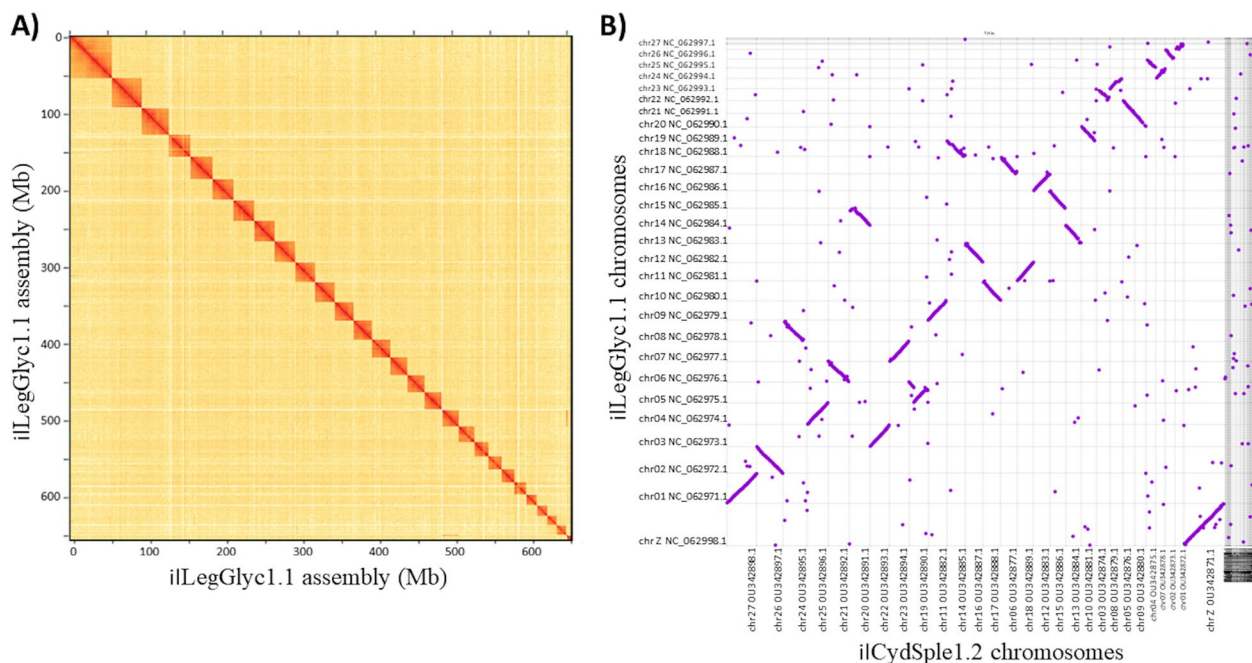 A)
0
100
200
300
400
500
600
ilLegGlyc1.1 assembly (Mb)
0 100 200 300 400 500 600
ilLegGlyc1.1 assembly (Mb)
B)
Title
chr27 NC_062997.1
chr26 NC_062996.1
chr25 NC_062995.1
chr24 NC_062994.1
chr23 NC_062993.1
chr22 NC_062992.1
chr21 NC_062991.1
chr20 NC_062990.1
chr19 NC_062989.1
chr18 NC_062988.1
chr17 NC_062987.1
chr16 NC_062986.1
chr15 NC_062985.1
chr14 NC_062984.1
chr13 NC_062983.1
chr12 NC_062982.1
chr11 NC_062981.1
chr10 NC_062980.1
chr09 NC_062979.1
chr08 NC_062978.1
chr07 NC_062977.1
chr06 NC_062976.1
chr05 NC_062975.1
chr04 NC_062974.1
chr03 NC_062973.1
chr02 NC_062972.1
chr01 NC_062971.1
chr Z NC_062998.1
ilLegGlyc1.1 chromosomes
chr27 OU342898.1
chr26 OU342897.1
chr24 OU342895.1
chr25 OU342896.1
chr21 OU342892.1
chr20 OU342891.1
chr22 OU342893.1
chr23 OU342894.1
chr19 OU342890.1
chr11 OU342882.1
chr14 OU342885.1
chr16 OU342887.1
chr17 OU342888.1
chr06 OU342877.1
chr18 OU342889.1
chr12 OU342883.1
chr15 OU342886.1
chr13 OU342884.1
chr10 OU342881.1
chr03 OU342874.1
chr08 OU342879.1
chr05 OU342876.1
chr09 OU342880.1
chr04 OU342875.1
chr07 OU342878.1
chr02 OU342873.1
chr01 OU342872.1
chr Z OU342871.1
ilCydSple1.2 chromosomes